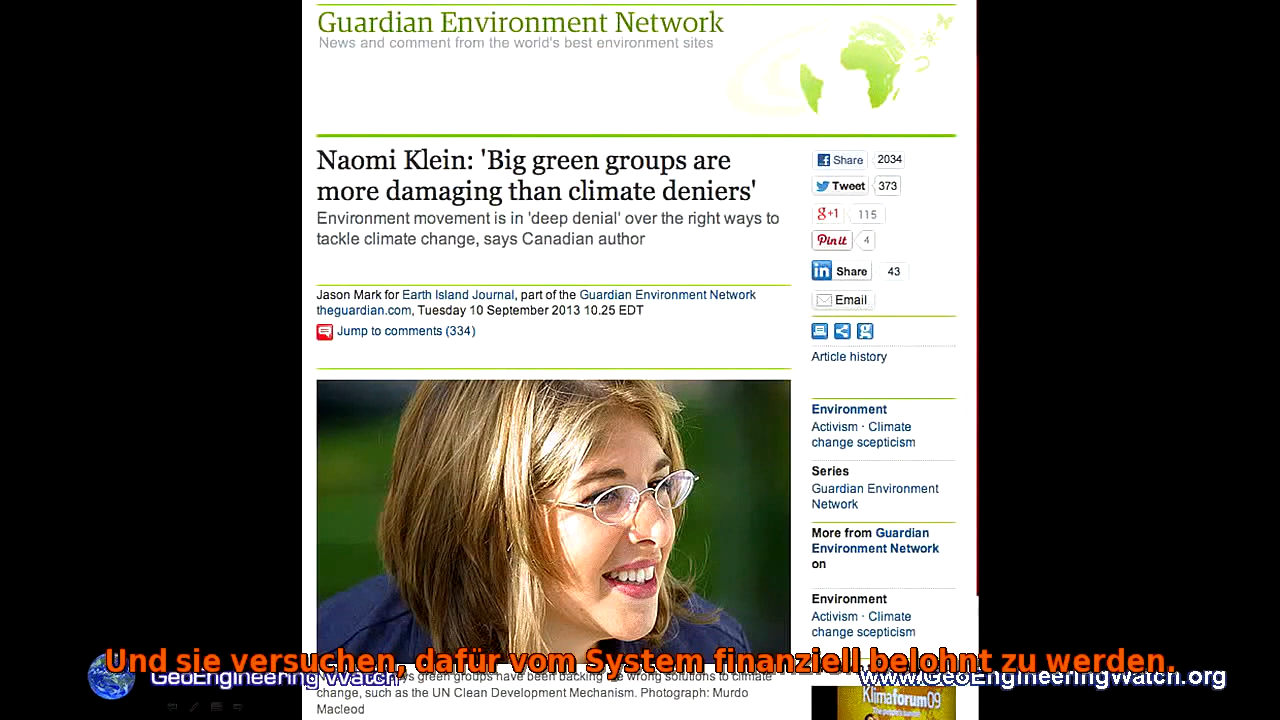 Guardian Environment Network
News and comment from the world's best environment sites
Naomi Klein: 'Big green groups are
more damaging than climate deniers'
Environment movement is in 'deep denial' over the right ways to
tackle climate change, says Canadian author
Jason Mark for Earth Island Journal, part of the Guardian Environment Network
theguardian.com, Tuesday 10 September 2013 10.25 EDT
Jump to comments (334)
Share 2034
Tweet 373
g+1 115
Pin it 4
in Share 43
Email
Article history
Environment
Activism · Climate
change scepticism
Series
Guardian Environment
Network
More from Guardian
Environment Network
on
Environment
Activism · Climate
change scepticism
Und sie versuchen, dafür vom System finanziell belohnt zu werden.
GeoEngineering Watch
www.GeoEngineeringWatch.org
green groups have been backing wrong solutions to climate
change, such as the UN Clean Development Mechanism. Photograph: Murdo
Macleod
Klimaforum09